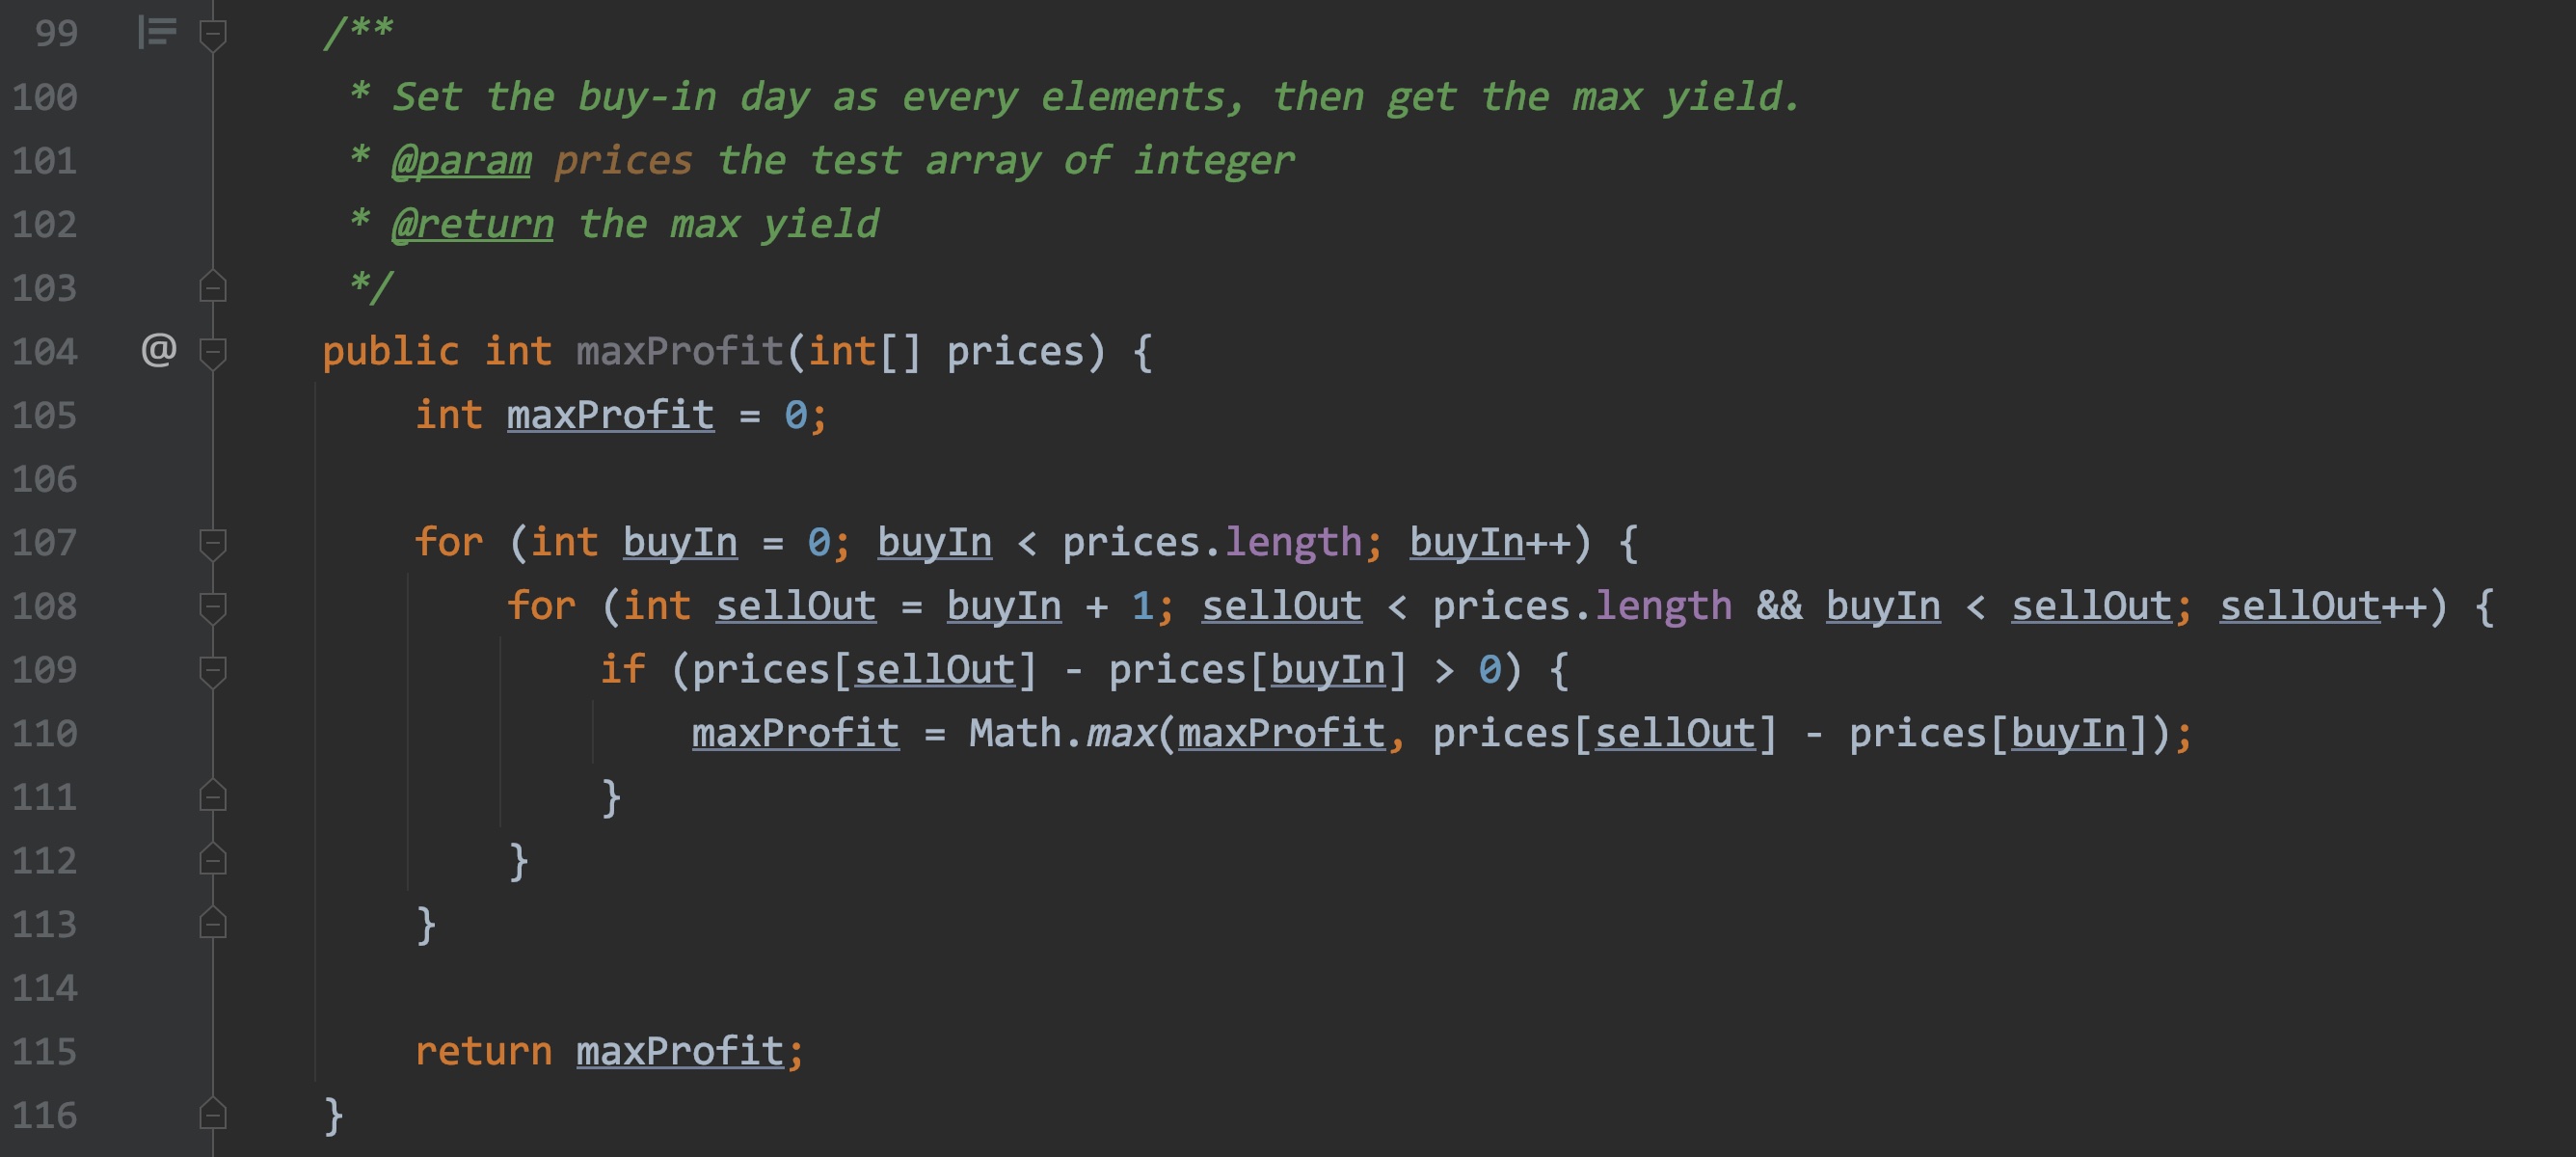 99 /**
100 * Set the buy-in day as every elements, then get the max yield.
101 * @param prices the test array of integer
102 * @return the max yield
103 */
104 @ public int maxProfit(int[] prices) {
105 int maxProfit = 0;
106
107 for (int buyIn = 0; buyIn < prices.length; buyIn++) {
108 for (int sellOut = buyIn + 1; sellOut < prices.length && buyIn < sellOut; sellOut++) {
109 if (prices[sellOut] - prices[buyIn] > 0) {
110 maxProfit = Math.max(maxProfit, prices[sellOut] - prices[buyIn]);
111 }
112 }
113 }
114
115 return maxProfit;
116 }